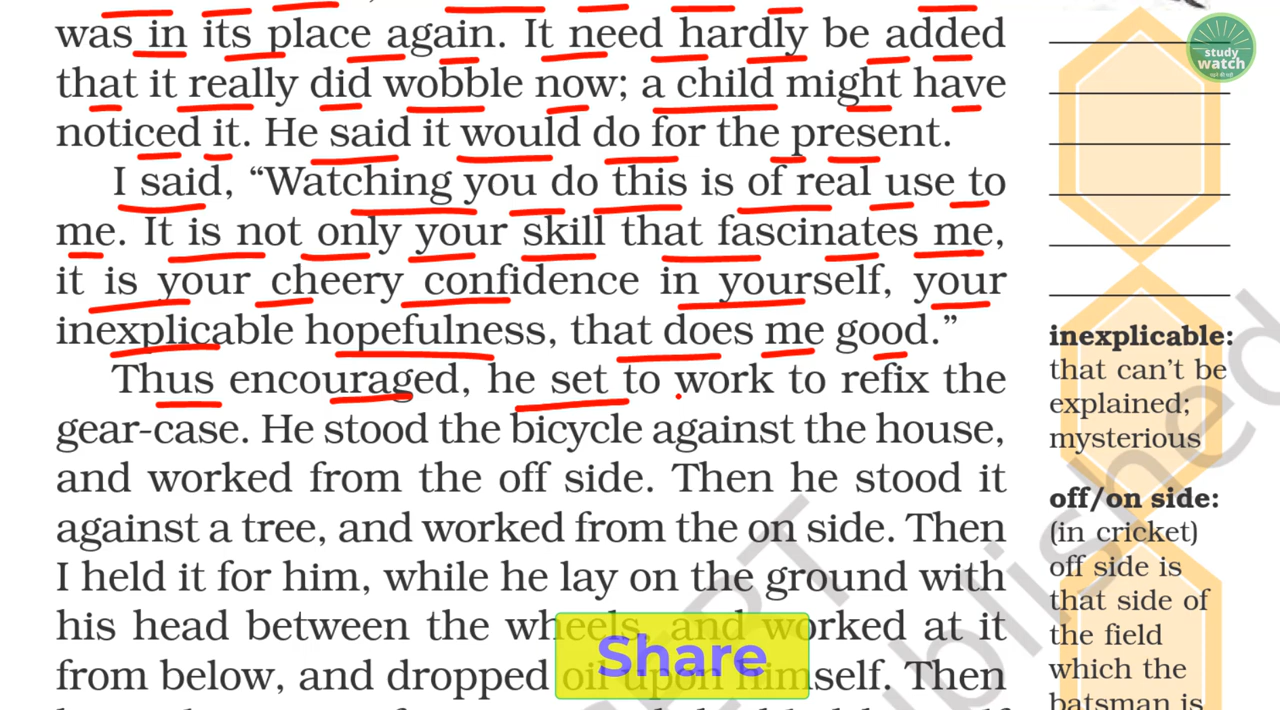 was in its place again. It need hardly be added
that it really did wobble now; a child might have
noticed it. He said it would do for the present.
I said, “Watching you do this is of real use to
me. It is not only your skill that fascinates me,
it is your cheery confidence in yourself, your
inexplicable hopefulness, that does me good.”
Thus encouraged, he set to work to refix the
gear-case. He stood the bicycle against the house,
and worked from the off side. Then he stood it
against a tree, and worked from the on side. Then
I held it for him, while he lay on the ground with
his head between the wheels, and worked at it
from below, and dropped oil upon himself. Then
Share
study
watch
inexplicable:
that can’t be
explained;
mysterious
off/on side:
(in cricket)
off side is
that side of
the field
which the
batsman is